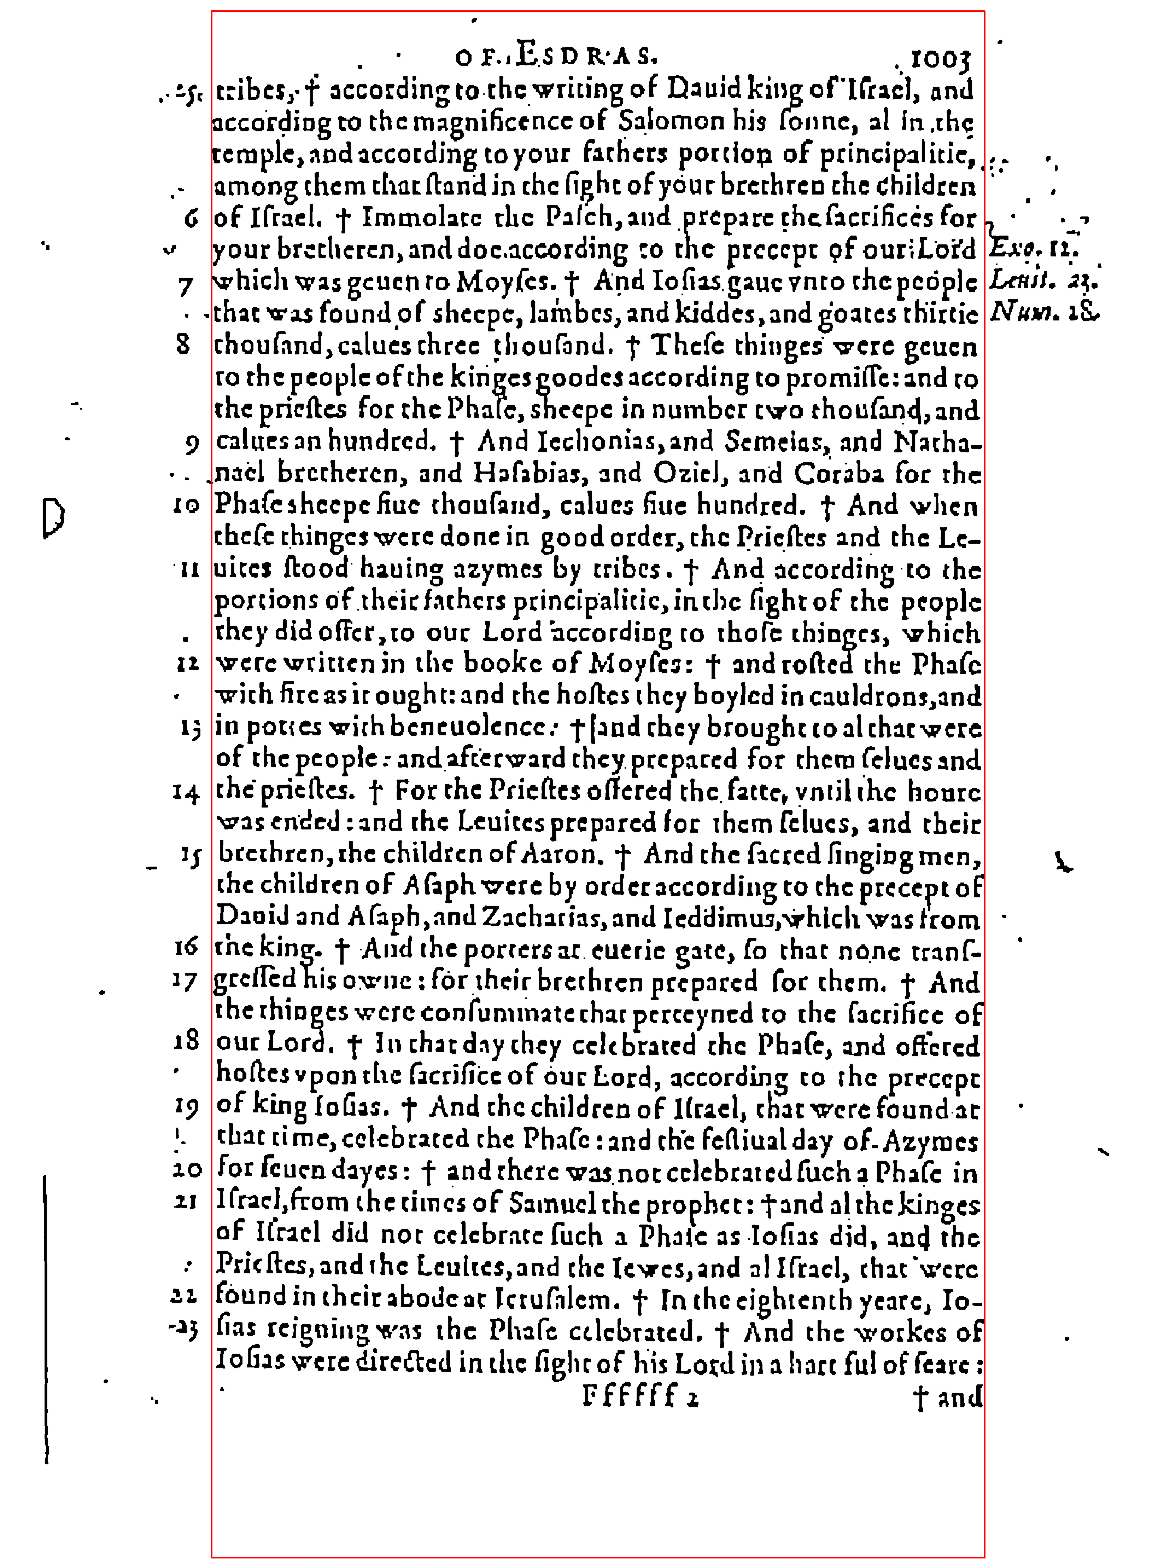 OF ESDRAS. 1003
5 tribes, † according to the writing of Dauid king of Iſrael, and
according to the magnificence of Salomon his ſonne, al in the
temple, and according to your fathers portion of principalitie,
among them that ſtand in the ſight of your brethren the children
6 of Iſrael. † Immolate the Paſch, and prepare the ſacrifices for
your bretheren, and doe according to the precept of our Lord Exo. 12.
7 which was geuen to Moyſes. † And Ioſias gaue vnto the people Leuit. 23.
that was found of sheepe, lambes, and kiddes, and goates thirtie Num. 28.
8 thouſand, calues three thouſand. † Theſe thinges were geuen
to the people of the kinges goodes according to promiſſe: and to
the prieſtes for the Phaſe, sheepe in number two thouſand, and
9 calues an hundred. † And Iechonias, and Semeias, and Natha-
nael bretheren, and Haſabias, and Oziel, and Coraba for the
10 Phaſe sheepe fiue thouſand, calues fiue hundred. † And when
theſe thinges were done in good order, the Prieſtes and the Le-
11 uites ſtood hauing azymes by tribes. † And according to the
portions of their fathers principalitie, in the ſight of the people
they did offer, to our Lord according to thoſe thinges, which
12 were written in the booke of Moyſes: † and roſted the Phaſe
with fire as it ought: and the hoſtes they boyled in cauldrons, and
13 in pottes with beneuolence: † and they brought to al that were
of the people: and afterward they prepared for them ſelues and
14 the prieſtes. † For the Prieſtes offered the fatte, vntil the houre
was ended: and the Leuites prepared for them ſelues, and their
15 brethren, the children of Aaron. † And the ſacred ſinging men,
the children of Aſaph were by order according to the precept of
Dauid and Aſaph, and Zacharias, and Ieddimus, which was from
16 the king. † And the porters at euerie gate, ſo that none tranſ-
17 greſſed his owne: for their brethren prepared for them. † And
the thinges were conſummate that perteyned to the ſacrifice of
18 our Lord. † In that day they celebrated the Phaſe, and offered
hoſtes vpon the ſacrifice of our Lord, according to the precept
19 of king Ioſias. † And the children of Iſrael, that were found at
that time, celebrated the Phaſe: and the feſtiual day of Azymes
20 for ſeuen dayes: † and there was not celebrated ſuch a Phaſe in
21 Iſrael, from the times of Samuel the prophet: † and al the kinges
of Iſrael did not celebrate ſuch a Phaſe as Ioſias did, and the
Prieſtes, and the Leuites, and the Iewes, and al Iſrael, that were
22 found in their abode at Ieruſalem. † In the eightenth yeare, Io-
23 ſias reigning was the Phaſe celebrated. † And the workes of
Ioſias were directed in the ſight of his Lord in a hart ful of feare:
Ffffff 2 † and